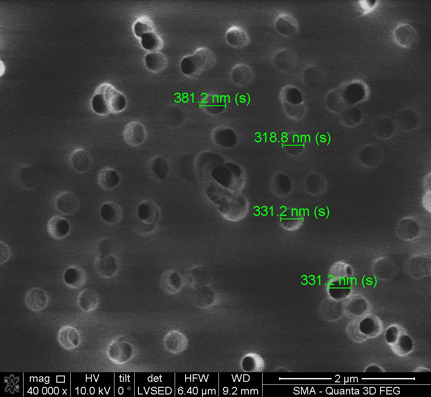 381.2 nm (s)
318.8 nm (s)
331.2 nm (s)
331.2 nm (s)
mag HV tilt det HFW WD 2 µm
40 000 x 10.0 kV 0 ° LVSED 6.40 µm 9.2 mm SMA - Quanta 3D FEG